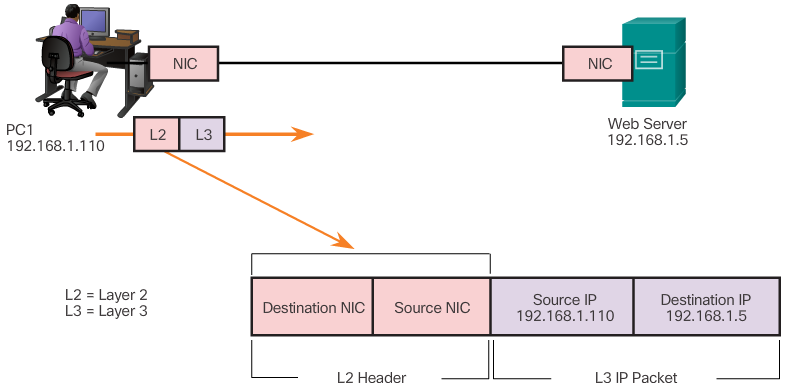 NIC
NIC
PC1
192.168.1.110
L2
L3
Web Server
192.168.1.5
L2 = Layer 2
L3 = Layer 3
Destination NIC
Source NIC
Source IP
192.168.1.110
Destination IP
192.168.1.5
L2 Header
L3 IP Packet